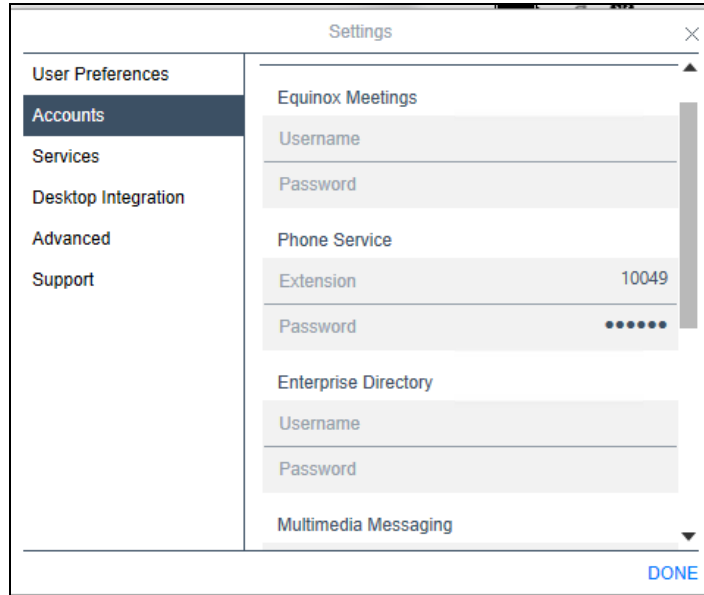 Settings
User Preferences
Accounts
Services
Desktop Integration
Advanced
Support
Equinox Meetings
Username
Password
Phone Service
Extension 10049
Password ••••••
Enterprise Directory
Username
Password
Multimedia Messaging
DONE